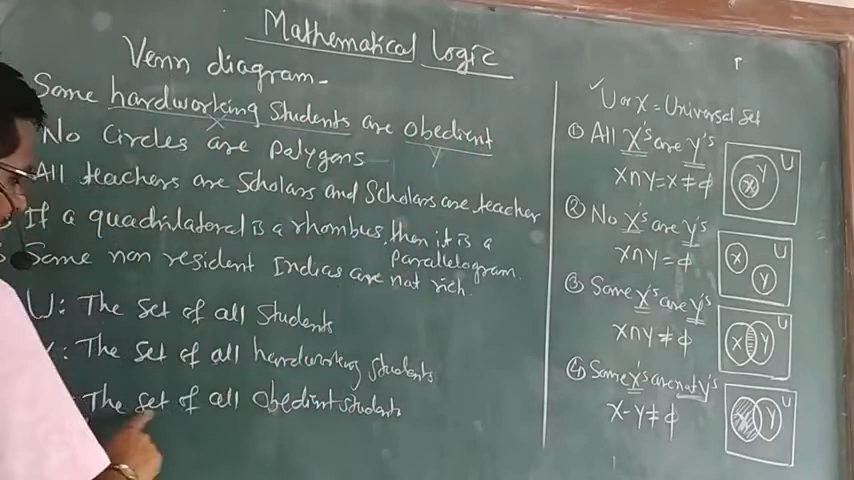 Mathematical Logic
Venn diagram-
Some hardworking Students are obedient
X Y
No Circles are polygons
All teachers are Scholars and Scholars are teacher
If a quadrilateral is a rhombus, then it is a
parallelogram.
Some non resident Indias are not rich.
U: The set of all students
: The set of all hardworking students
The set of all Obedient students
✓ U or X = Universal set
① All X's are Y's
X∩Y = X ≠ ϕ
X Y U
② No X's are Y's
X∩Y = ϕ
X Y U
③ Some X's are Y's
X∩Y ≠ ϕ
X Y U
④ Some X's are not Y's
X-Y ≠ ϕ
X Y U